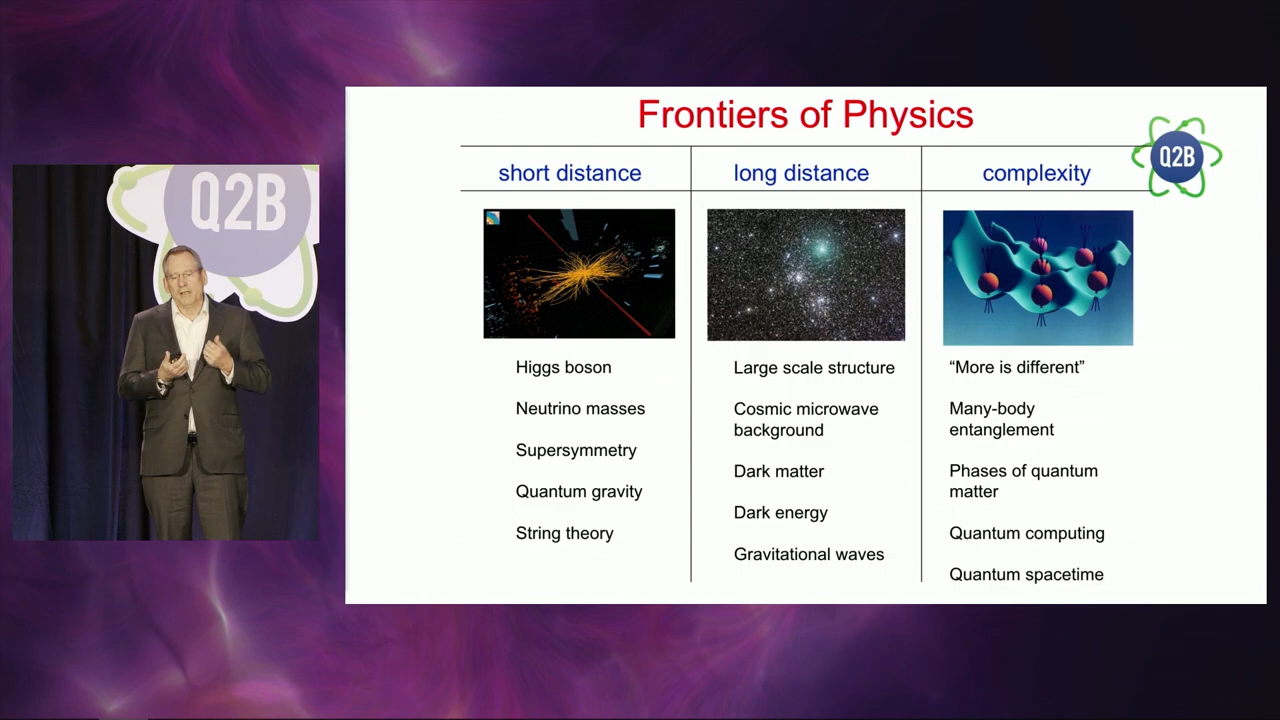 Frontiers of Physics
Q2B
Q2B
short distance
long distance
complexity
Higgs boson
Neutrino masses
Supersymmetry
Quantum gravity
String theory
Large scale structure
Cosmic microwave
background
Dark matter
Dark energy
Gravitational waves
“More is different”
Many-body
entanglement
Phases of quantum
matter
Quantum computing
Quantum spacetime